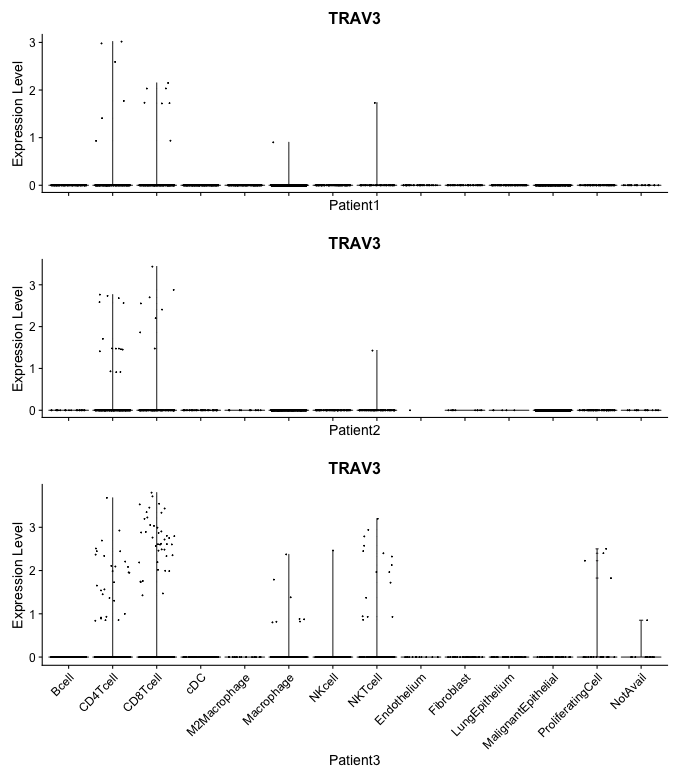 TRAV3
Expression Level
3
2
1
0
Patient1
TRAV3
Expression Level
3
2
1
0
Patient2
TRAV3
Expression Level
3
2
1
0
Bcell
CD4Tcell
CD8Tcell
cDC
M2Macrophage
Macrophage
NKcell
NKTcell
Endothelium
Fibroblast
LungEpithelium
MalignantEpithelial
ProliferatingCell
NotAvail
Patient3